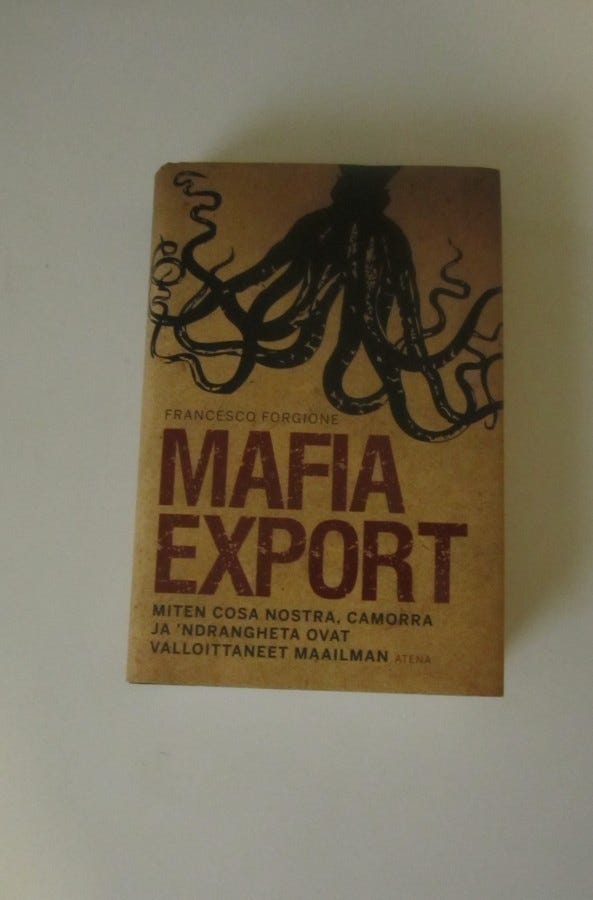 FRANCESCO FORGIONE
MAFIA
EXPORT
MITEN COSA NOSTRA, CAMORRA
JA 'NDRANGHETA OVAT
VALLOITTANEET MAAILMAN ATENA